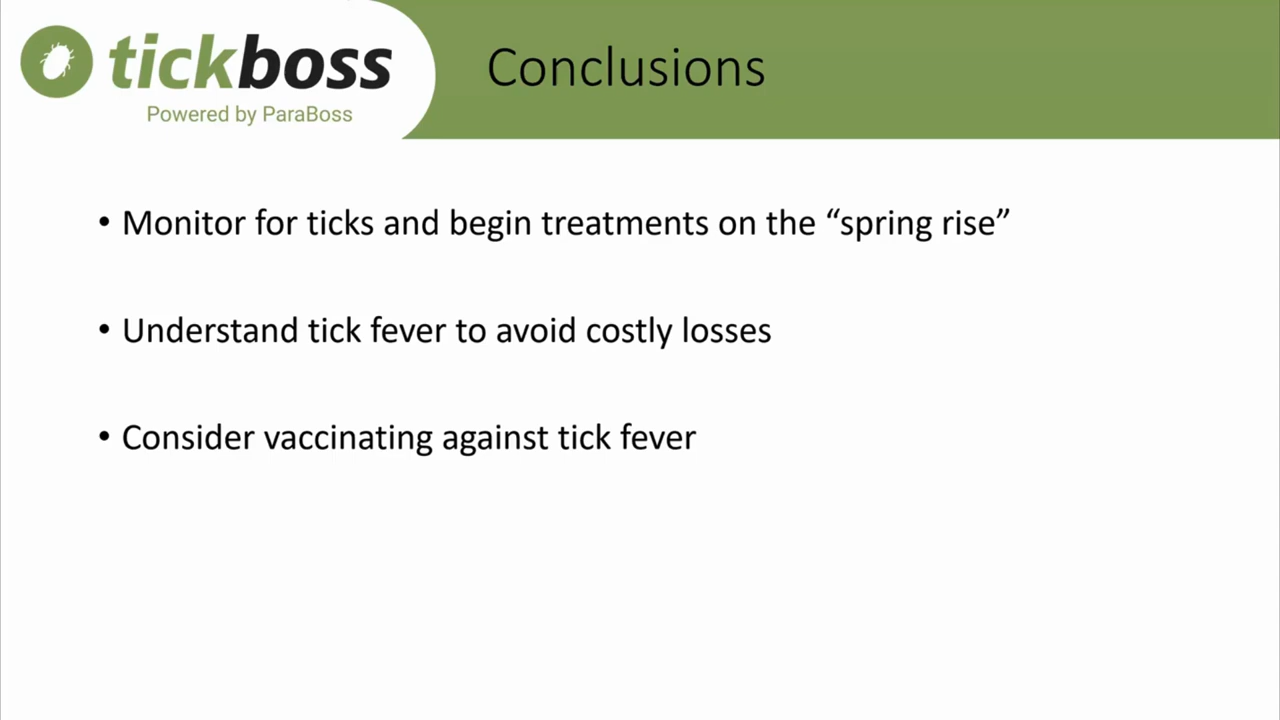 tickboss
Powered by ParaBoss
Conclusions
• Monitor for ticks and begin treatments on the “spring rise”
• Understand tick fever to avoid costly losses
• Consider vaccinating against tick fever